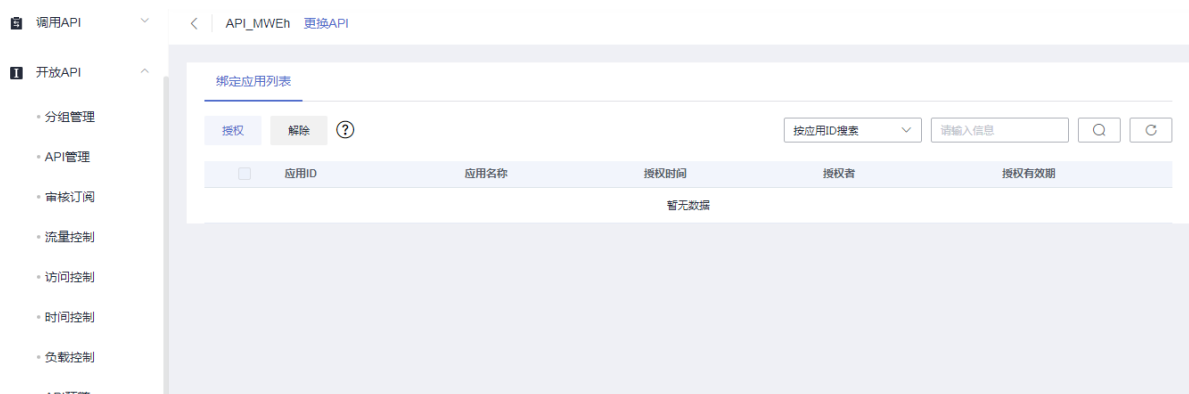 调用API
API_MWEh 更换API
开放API
绑定应用列表
分组管理
授权 解除 ? 按应用ID搜索 请输入信息
API管理
应用ID 应用名称 授权时间 授权者 授权有效期
审核订阅
暂无数据
流量控制
访问控制
时间控制
负载控制